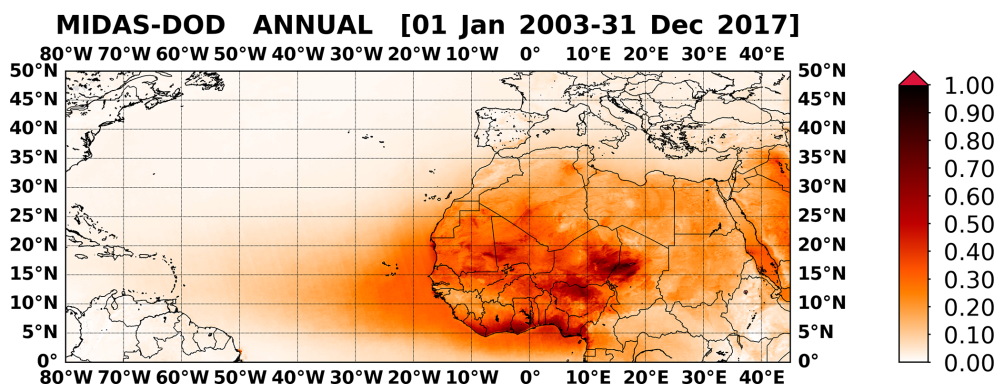 MIDAS-DOD ANNUAL [01 Jan 2003-31 Dec 2017]
80°W 70°W 60°W 50°W 40°W 30°W 20°W 10°W 0° 10°E 20°E 30°E 40°E
50°N 50°N 1.00
45°N 45°N 0.90
40°N 40°N 0.80
35°N 35°N 0.70
30°N 30°N 0.60
25°N 25°N 0.50
20°N 20°N 0.40
15°N 15°N 0.30
10°N 10°N 0.20
5°N 5°N 0.10
0° 0° 0.00
80°W 70°W 60°W 50°W 40°W 30°W 20°W 10°W 0° 10°E 20°E 30°E 40°E